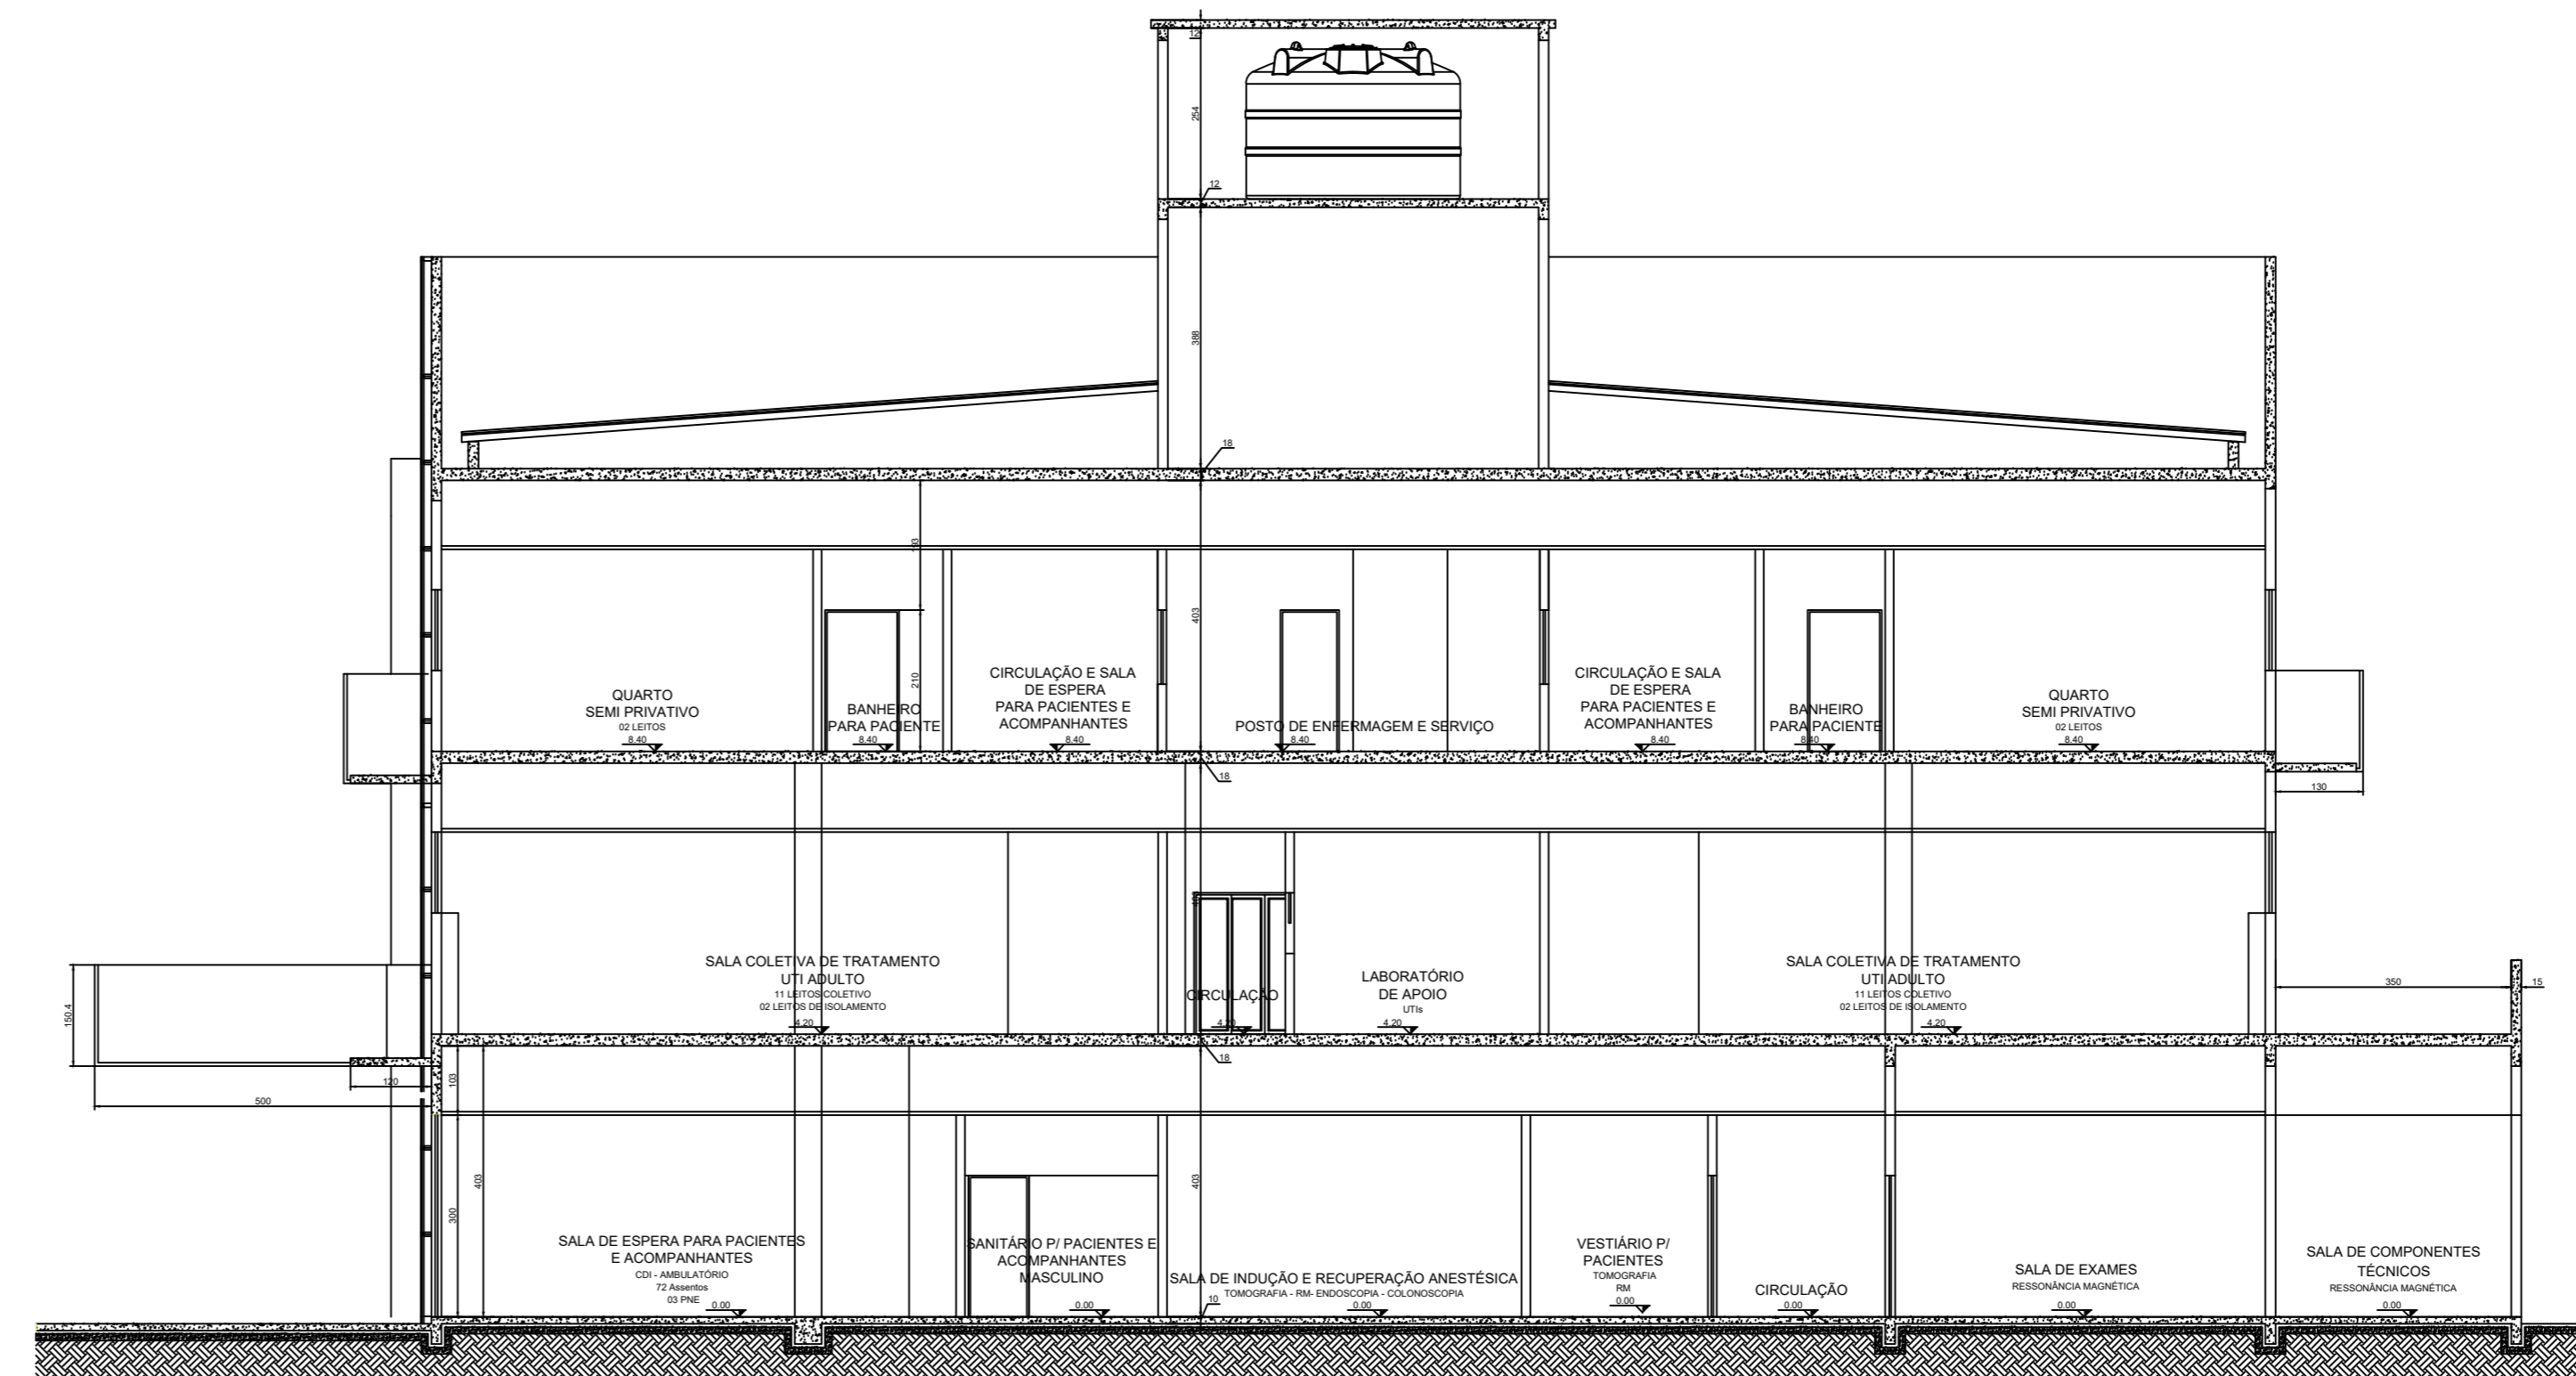 12
254
12
388
18
193
403
210
QUARTO
SEMI PRIVATIVO
02 LEITOS
8.40
BANHEIRO
PARA PACIENTE
8.40
CIRCULAÇÃO E SALA
DE ESPERA
PARA PACIENTES E
ACOMPANHANTES
8.40
POSTO DE ENFERMAGEM E SERVIÇO
8.40
CIRCULAÇÃO E SALA
DE ESPERA
PARA PACIENTES E
ACOMPANHANTES
8.40
BANHEIRO
PARA PACIENTE
8.40
QUARTO
SEMI PRIVATIVO
02 LEITOS
8.40
18
130
403
SALA COLETIVA DE TRATAMENTO
UTI ADULTO
11 LEITOS COLETIVO
02 LEITOS DE ISOLAMENTO
4.20
CIRCULAÇÃO
4.20
LABORATÓRIO
DE APOIO
UTIs
4.20
SALA COLETIVA DE TRATAMENTO
UTI ADULTO
11 LEITOS COLETIVO
02 LEITOS DE ISOLAMENTO
4.20
350
15
150.4
18
120
500
103
403
300
403
SALA DE ESPERA PARA PACIENTES
E ACOMPANHANTES
CDI - AMBULATÓRIO
72 Assentos
03 PNE
0.00
SANITÁRIO P/ PACIENTES E
ACOMPANHANTES
MASCULINO
0.00
SALA DE INDUÇÃO E RECUPERAÇÃO ANESTÉSICA
TOMOGRAFIA - RM- ENDOSCOPIA - COLONOSCOPIA
10
0.00
VESTIÁRIO P/
PACIENTES
TOMOGRAFIA
RM
0.00
CIRCULAÇÃO
0.00
SALA DE EXAMES
RESSONÂNCIA MAGNÉTICA
0.00
SALA DE COMPONENTES
TÉCNICOS
RESSONÂNCIA MAGNÉTICA
0.00